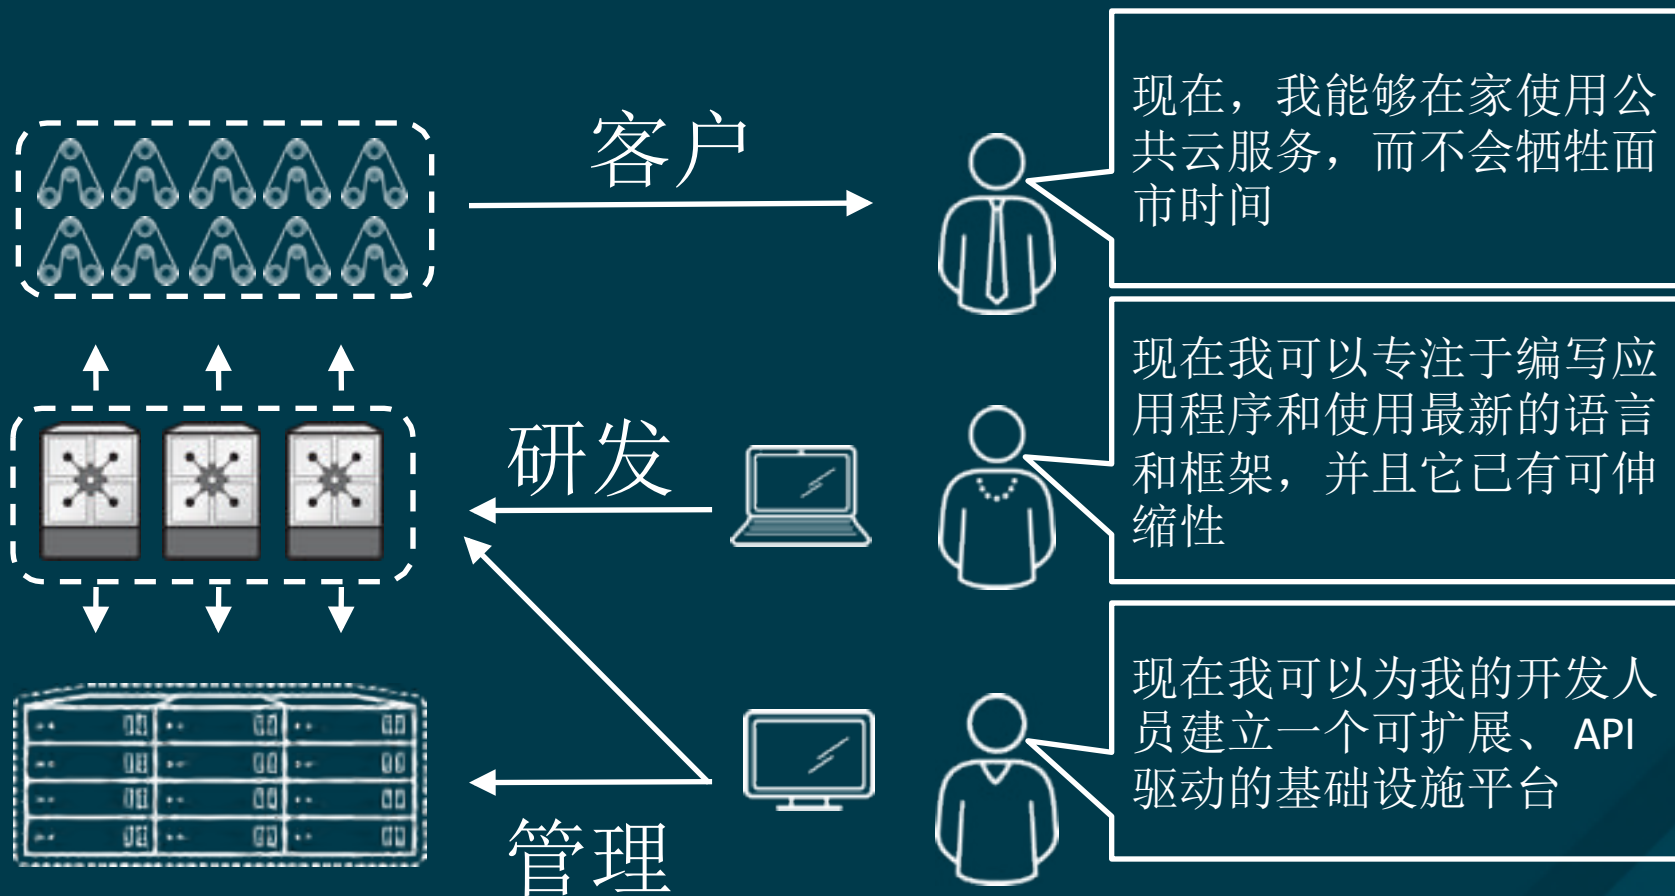 客户
现在，我能够在家使用公
共云服务，而不会牺牲面
市时间
研发
现在我可以专注于编写应
用程序和使用最新的语言
和框架，并且它已有可伸
缩性
管理
现在我可以为我的开发人
员建立一个可扩展、 API
驱动的基础设施平台